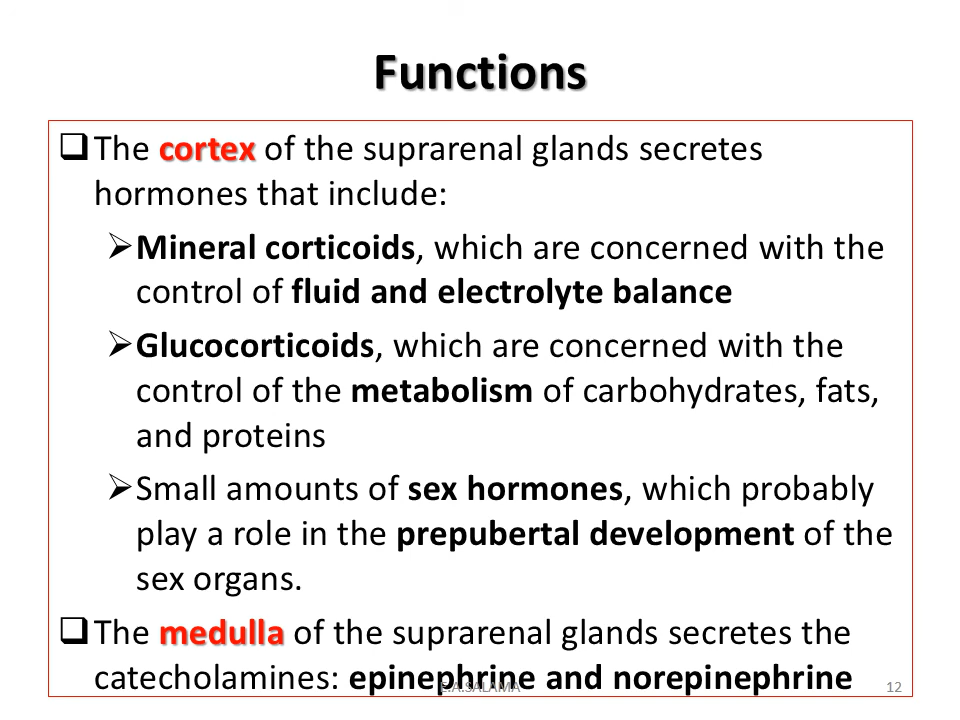 Functions
The cortex of the suprarenal glands secretes
hormones that include:
Mineral corticoids, which are concerned with the
control of fluid and electrolyte balance
Glucocorticoids, which are concerned with the
control of the metabolism of carbohydrates, fats,
and proteins
Small amounts of sex hormones, which probably
play a role in the prepubertal development of the
sex organs.
The medulla of the suprarenal glands secretes the
catecholamines: epinephrine and norepinephrine
12